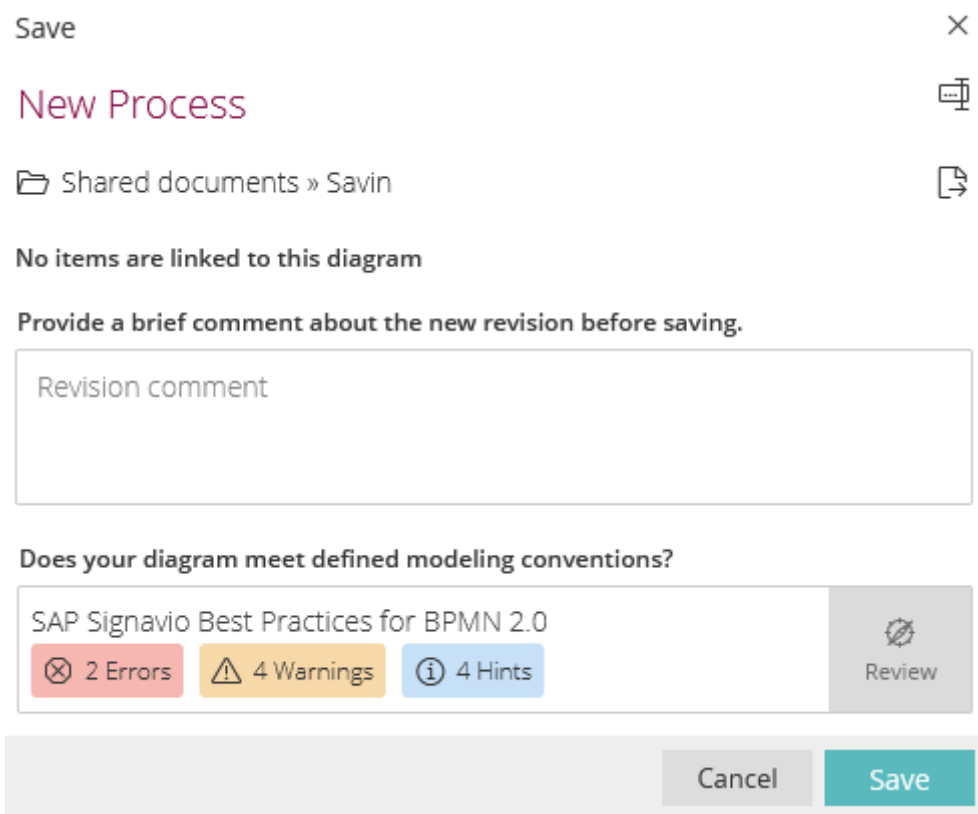 Save
New Process
Shared documents » Savin
No items are linked to this diagram
Provide a brief comment about the new revision before saving.
Revision comment
Does your diagram meet defined modeling conventions?
SAP Signavio Best Practices for BPMN 2.0
2 Errors 4 Warnings 4 Hints
Review
Cancel Save